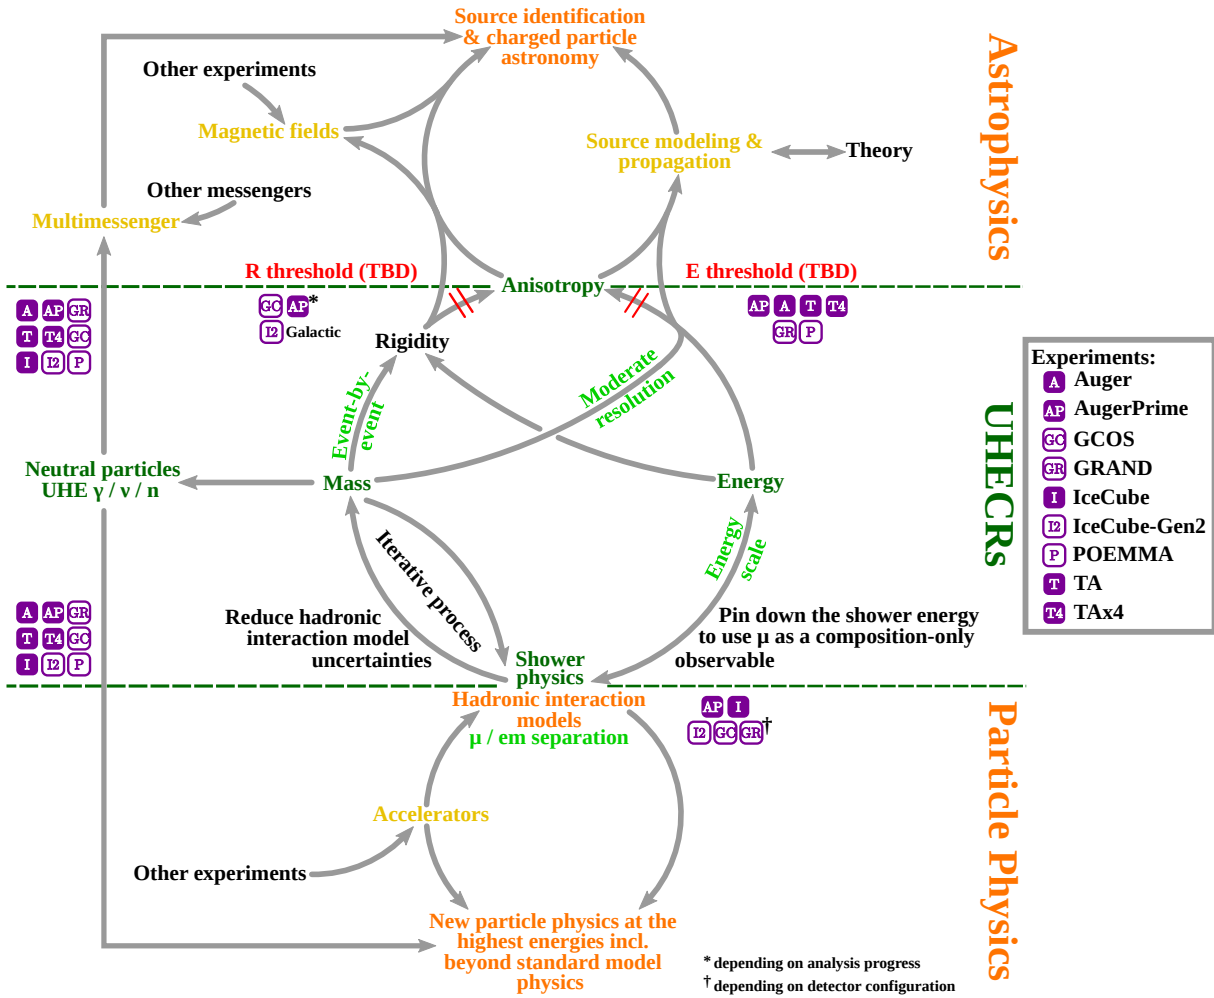 Source identification
& charged particle
astronomy
Astrophysics
Other experiments
Magnetic fields
Source modeling &
propagation
Theory
Other messengers
Multimessenger
R threshold (TBD)
E threshold (TBD)
Anisotropy
A AP GR
T T4 GC
I I2 P
GC AP*
I2 Galactic
AP A T T4
GR P
Rigidity
Event-by-
event
Moderate
resolution
UHECRs
Experiments:
A Auger
AP AugerPrime
GC GCOS
GR GRAND
I IceCube
I2 IceCube-Gen2
P POEMMA
T TA
T4 TAx4
Neutral particles
UHE γ / ν / n
Mass
Energy
Iterative process
Energy
scale
Reduce hadronic
interaction model
uncertainties
Pin down the shower energy
to use μ as a composition-only
observable
A AP GR
T T4 GC
I I2 P
Shower
physics
Hadronic interaction
models
μ / em separation
AP I
I2 GC GR†
Particle Physics
Accelerators
Other experiments
New particle physics at the
highest energies incl.
beyond standard model
physics
* depending on analysis progress
† depending on detector configuration